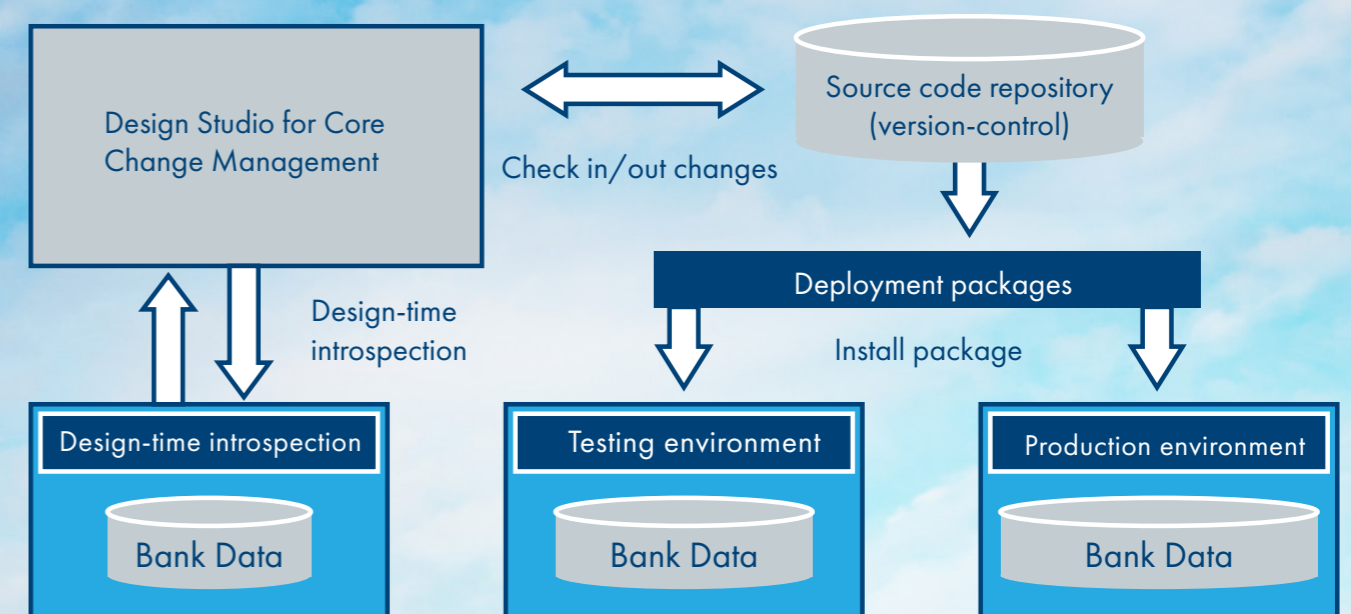 Design Studio for Core
Change Management
Source code repository
(version-control)
Check in/out changes
Deployment packages
Design-time
introspection
Install package
Design-time introspection
Testing environment
Production environment
Bank Data
Bank Data
Bank Data